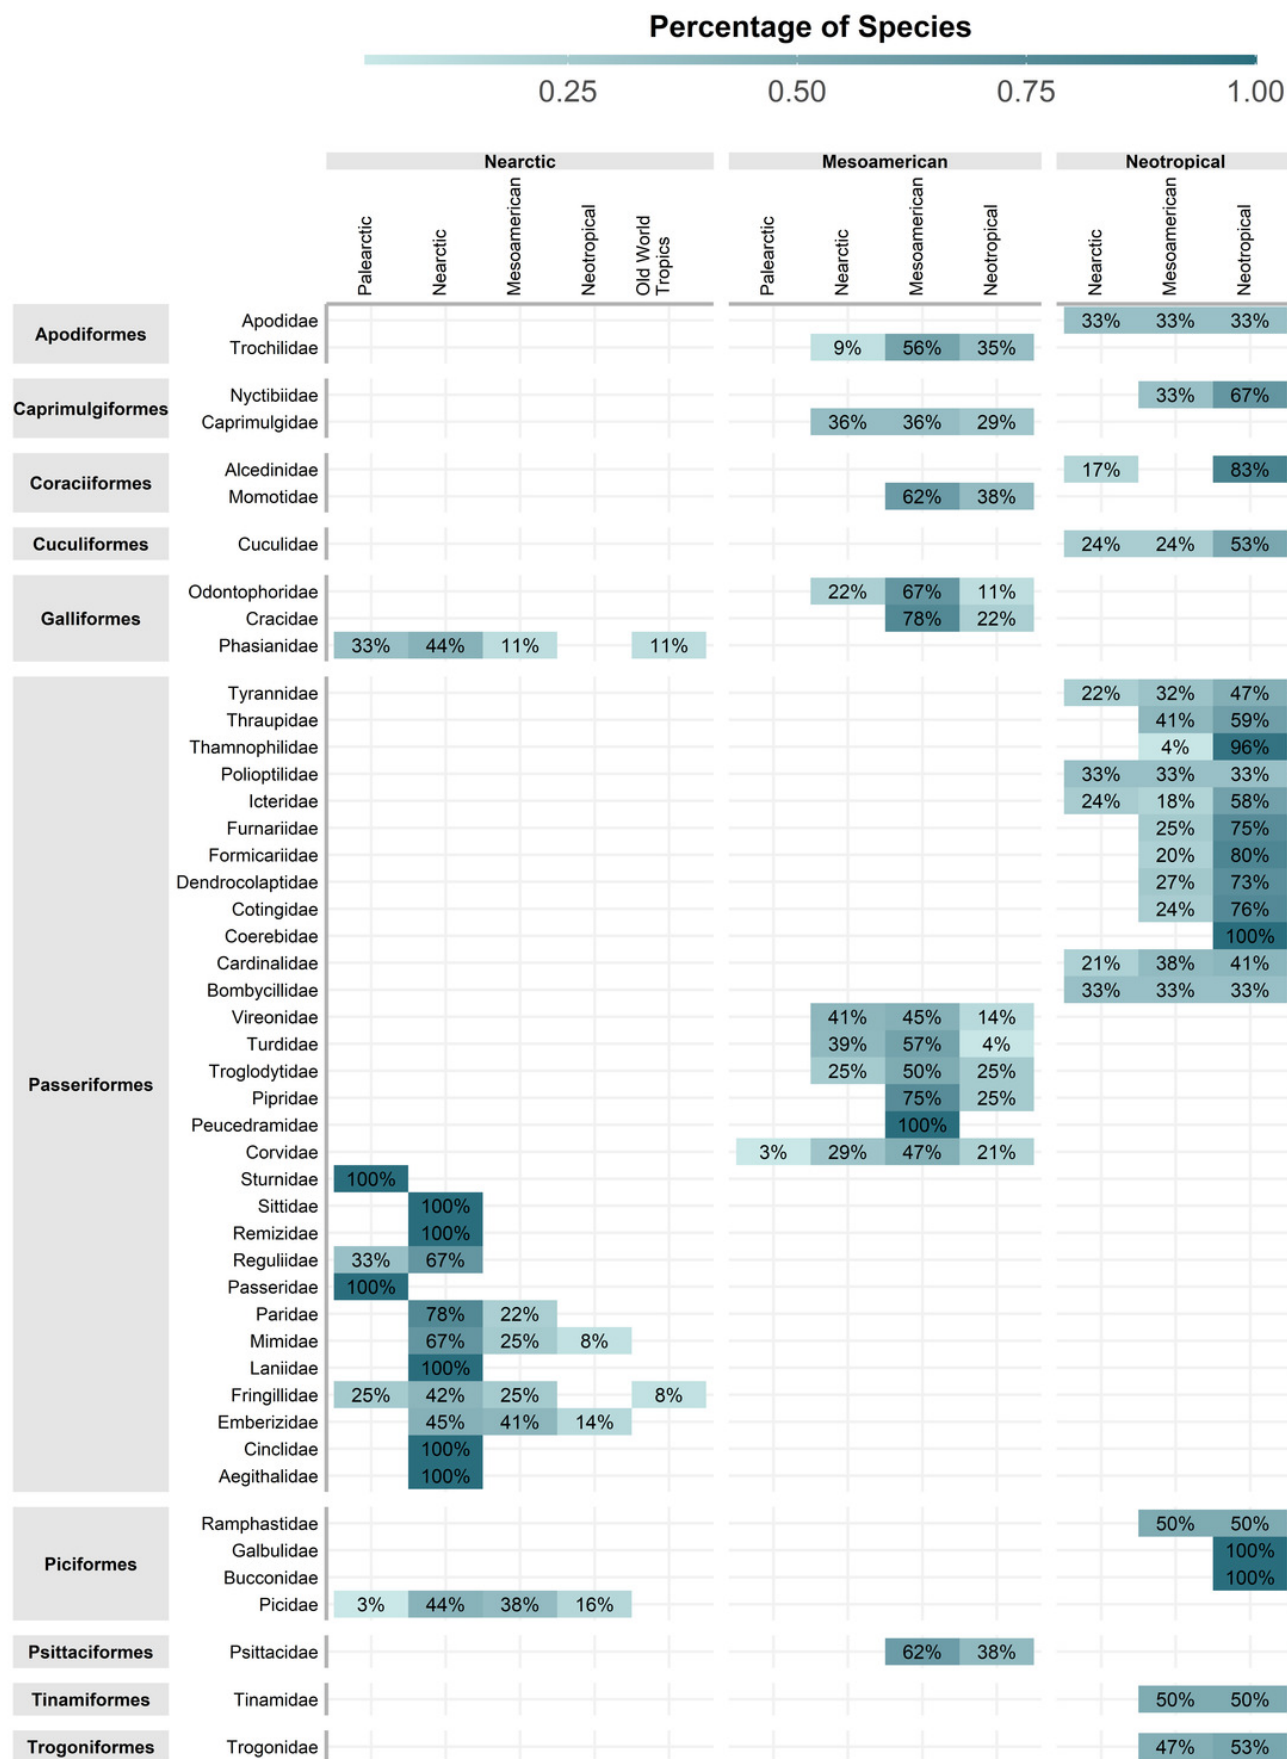 Percentage of Species
0.25 0.50 0.75 1.00
Nearctic Mesoamerican Neotropical
Palearctic Nearctic Mesoamerican Neotropical Old World Tropics Palearctic Nearctic Mesoamerican Neotropical Nearctic Mesoamerican Neotropical
Apodiformes
Apodidae 33% 33% 33%
Trochilidae 9% 56% 35%
Caprimulgiformes
Nyctibiidae 33% 67%
Caprimulgidae 36% 36% 29%
Coraciiformes
Alcedinidae 17% 83%
Momotidae 62% 38%
Cuculiformes
Cuculidae 24% 24% 53%
Galliformes
Odontophoridae 22% 67% 11%
Cracidae 78% 22%
Phasianidae 33% 44% 11% 11%
Passeriformes
Tyrannidae 22% 32% 47%
Thraupidae 41% 59%
Thamnophilidae 4% 96%
Polioptilidae 33% 33% 33%
Icteridae 24% 18% 58%
Furnariidae 25% 75%
Formicariidae 20% 80%
Dendrocolaptidae 27% 73%
Cotingidae 24% 76%
Coerebidae 100%
Cardinalidae 21% 38% 41%
Bombycillidae 33% 33% 33%
Vireonidae 41% 45% 14%
Turdidae 39% 57% 4%
Troglodytidae 25% 50% 25%
Pipridae 75% 25%
Peucedramidae 100%
Corvidae 3% 29% 47% 21%
Sturnidae 100%
Sittidae 100%
Remizidae 100%
Reguliidae 33% 67%
Passeridae 100%
Paridae 78% 22%
Mimidae 67% 25% 8%
Laniidae 100%
Fringillidae 25% 42% 25% 8%
Emberizidae 45% 41% 14%
Cinclidae 100%
Aegithalidae 100%
Piciformes
Ramphastidae 50% 50%
Galbulidae 100%
Bucconidae 100%
Picidae 3% 44% 38% 16%
Psittaciformes
Psittacidae 62% 38%
Tinamiformes
Tinamidae 50% 50%
Trogoniformes
Trogonidae 47% 53%